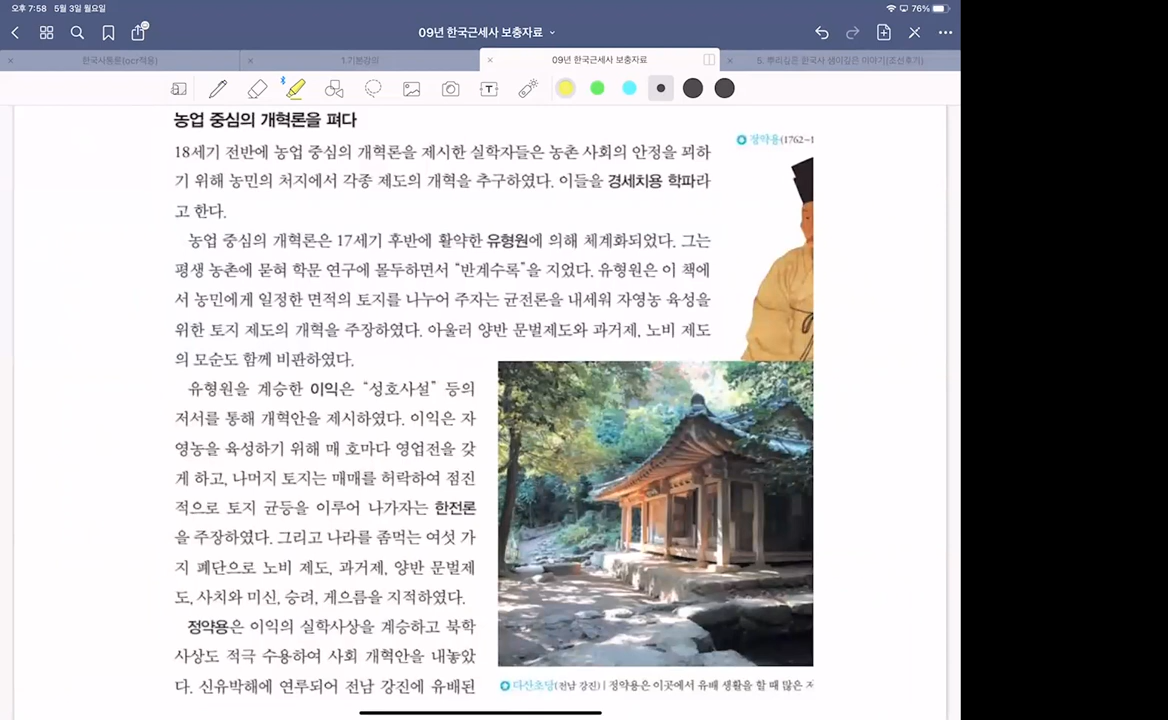 오후 7:58 5월 3일 월요일
76%
09년 한국근세사 보충자료
한국사통론(ocr적용)
1.기본강의
09년 한국근세사 보충자료
5. 뿌리깊은 한국사 샘이깊은 이야기(조선후기)
농업 중심의 개혁론을 펴다
정약용(1762~1
18세기 전반에 농업 중심의 개혁론을 제시한 실학자들은 농촌 사회의 안정을 꾀하
기 위해 농민의 처지에서 각종 제도의 개혁을 추구하였다. 이들을 경세치용 학파라
고 한다.
농업 중심의 개혁론은 17세기 후반에 활약한 유형원에 의해 체계화되었다. 그는
평생 농촌에 묻혀 학문 연구에 몰두하면서 “반계수록”을 지었다. 유형원은 이 책에
서 농민에게 일정한 면적의 토지를 나누어 주자는 균전론을 내세워 자영농 육성을
위한 토지 제도의 개혁을 주장하였다. 아울러 양반 문벌제도와 과거제, 노비 제도
의 모순도 함께 비판하였다.
유형원을 계승한 이익은 “성호사설” 등의
저서를 통해 개혁안을 제시하였다. 이익은 자
영농을 육성하기 위해 매 호마다 영업전을 갖
게 하고, 나머지 토지는 매매를 허락하여 점진
적으로 토지 균등을 이루어 나가자는 한전론
을 주장하였다. 그리고 나라를 좀먹는 여섯 가
지 폐단으로 노비 제도, 과거제, 양반 문벌제
도, 사치와 미신, 승려, 게으름을 지적하였다.
정약용은 이익의 실학사상을 계승하고 북학
사상도 적극 수용하여 사회 개혁안을 내놓았
다. 신유박해에 연루되어 전남 강진에 유배된
다산초당(전남 강진) | 정약용은 이곳에서 유배 생활을 할 때 많은